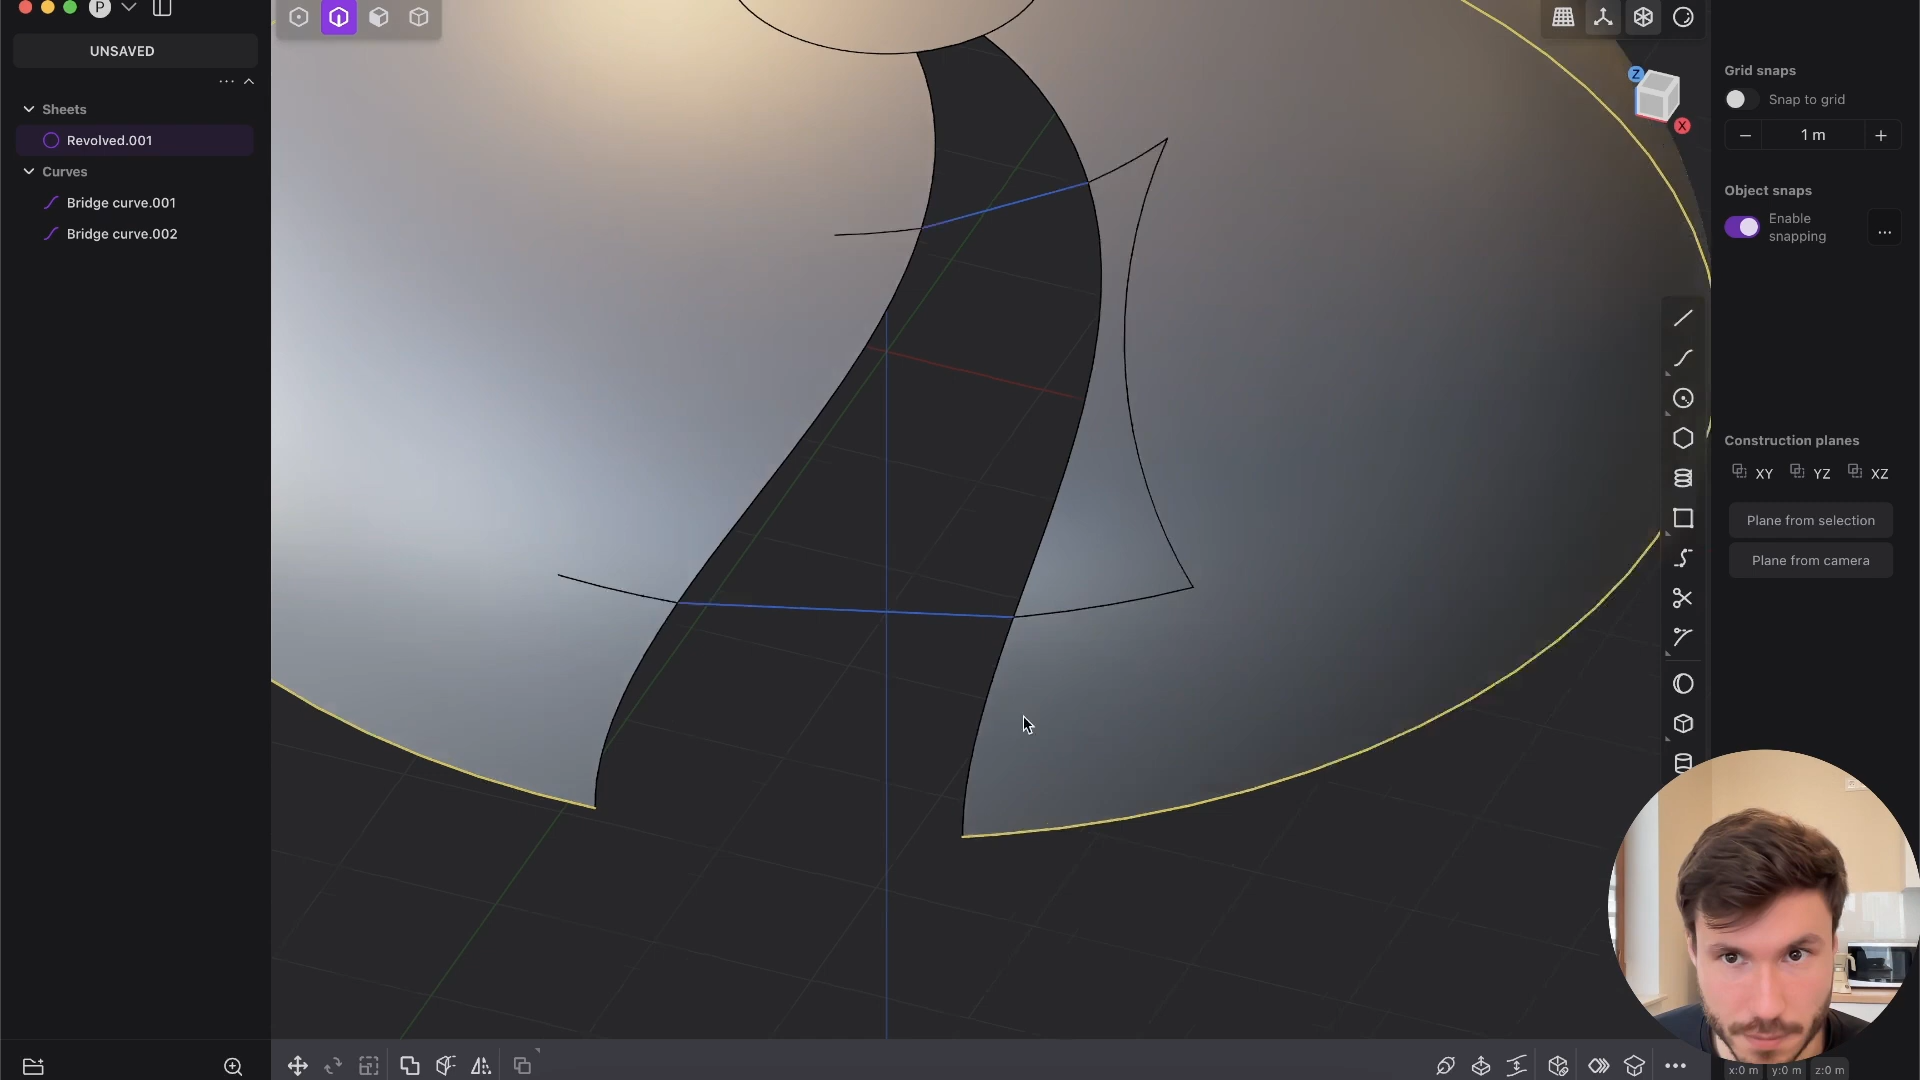 P
UNSAVED
Sheets
Revolved.001
Curves
Bridge curve.001
Bridge curve.002
Z
X
Grid snaps
Snap to grid
1 m
Object snaps
Enable
snapping
...
Construction planes
XY YZ XZ
Plane from selection
Plane from camera
x:0 m y:0 m z:0 m